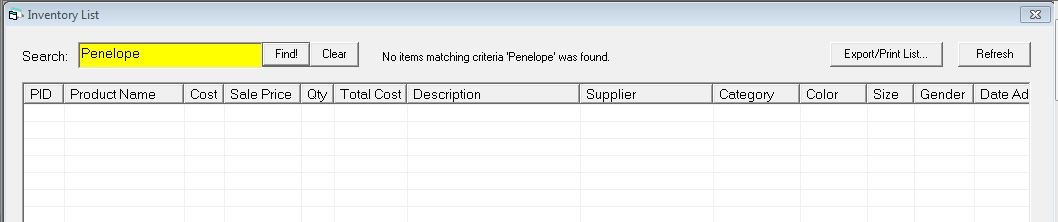 Inventory List
Search: Penelope Find! Clear No items matching criteria 'Penelope' was found. Export/Print List... Refresh
PID Product Name Cost Sale Price Qty Total Cost Description Supplier Category Color Size Gender Date Ad